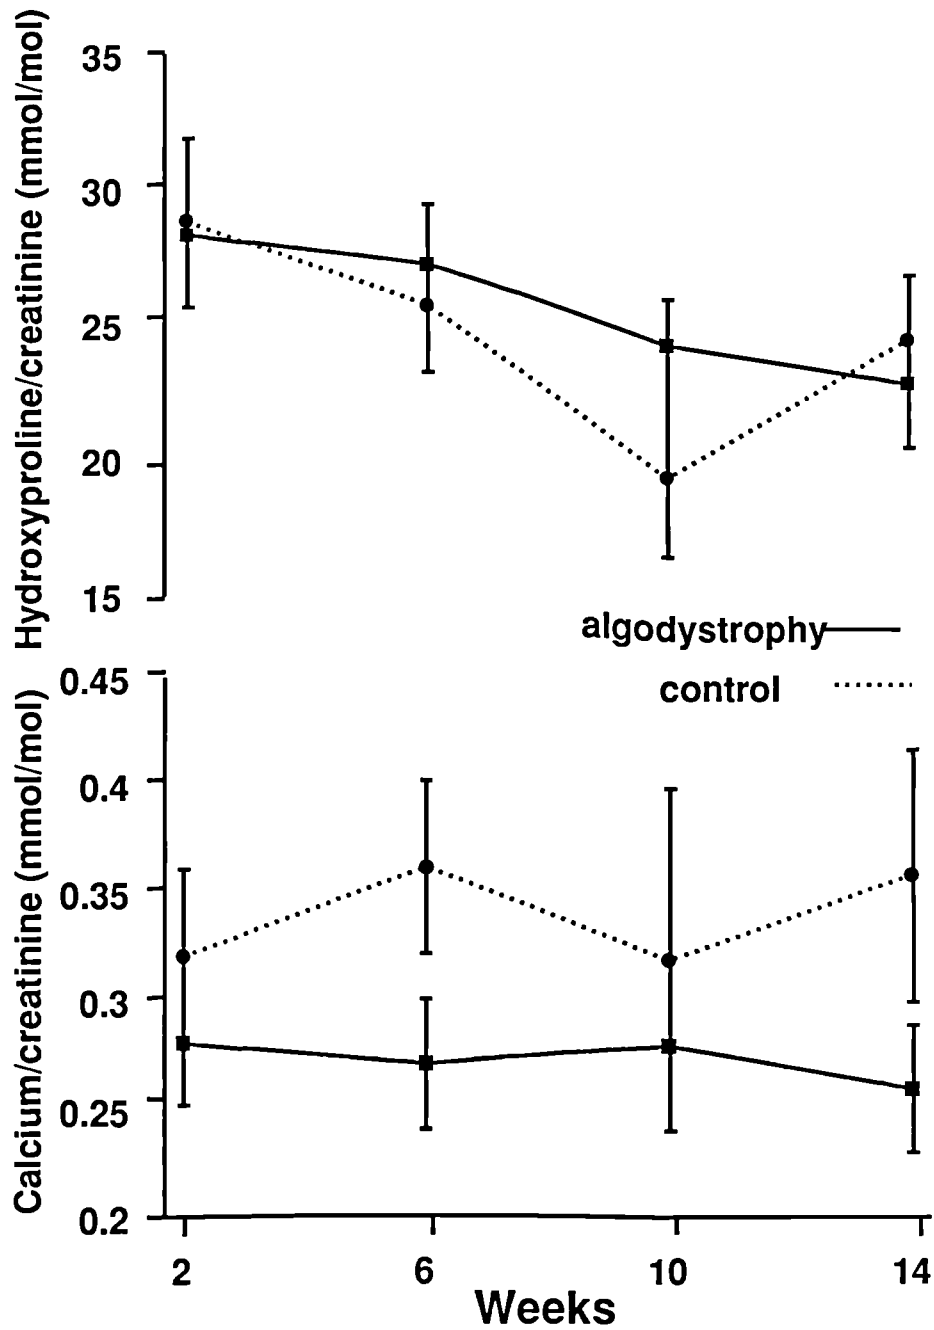 Hydroxyproline/creatinine (mmol/mol)
35
30
25
20
15
algodystrophy
control
Calcium/creatinine (mmol/mol)
0.45
0.4
0.35
0.3
0.25
0.2
2 6 10 14
Weeks